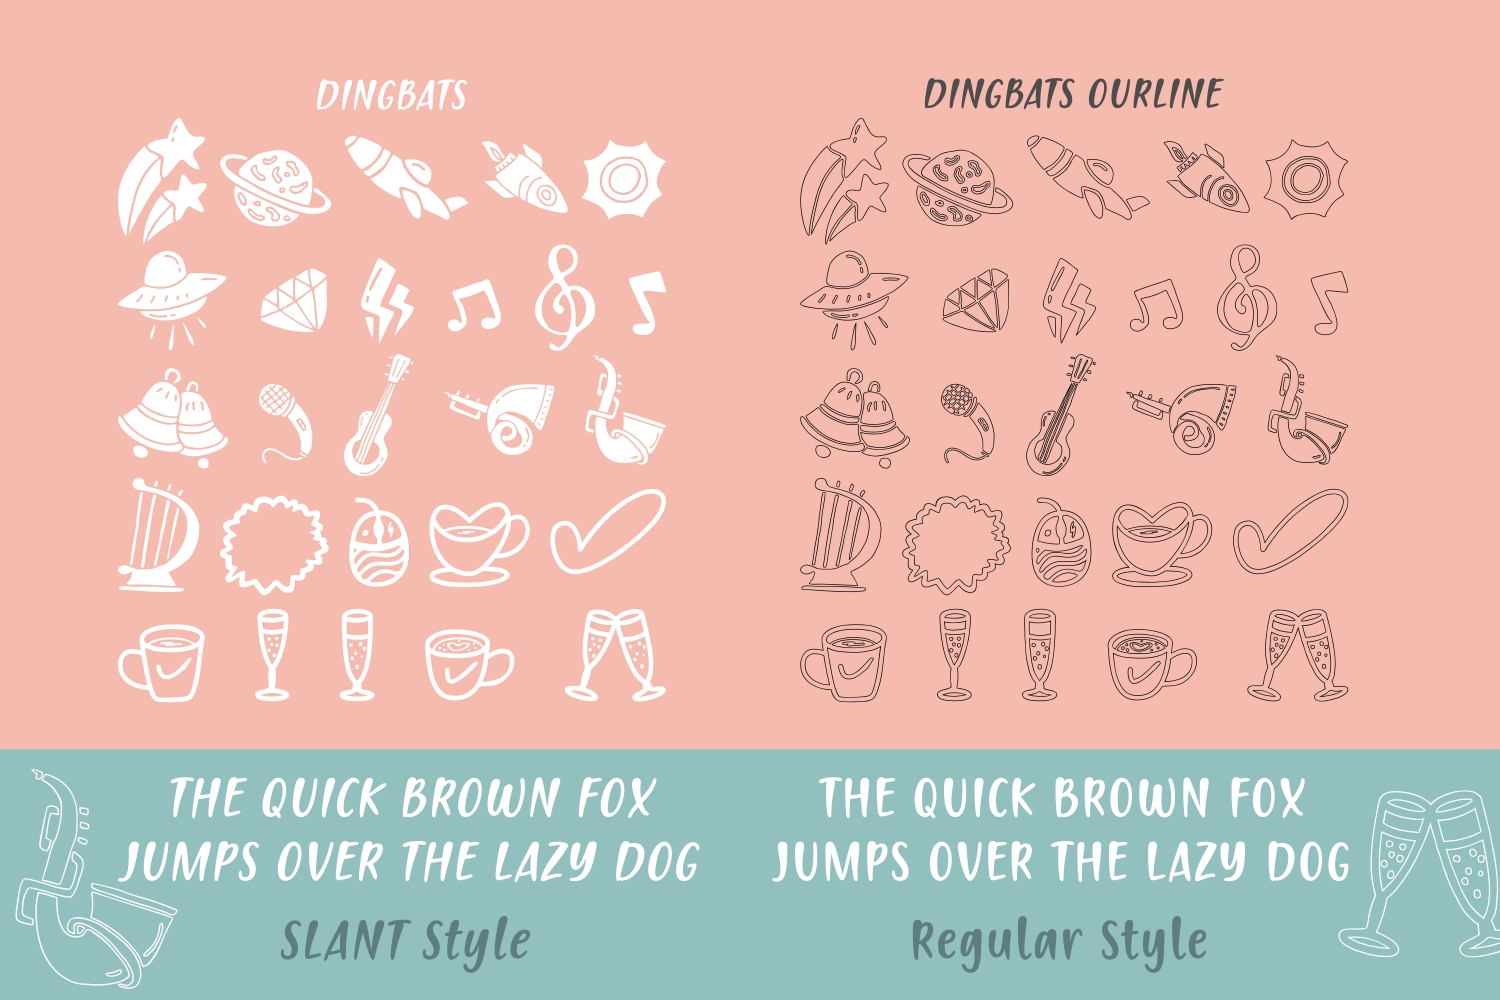 DINGBATS
DINGBATS OURLINE
THE QUICK BROWN FOX
JUMPS OVER THE LAZY DOG
SLANT Style
THE QUICK BROWN FOX
JUMPS OVER THE LAZY DOG
Regular Style